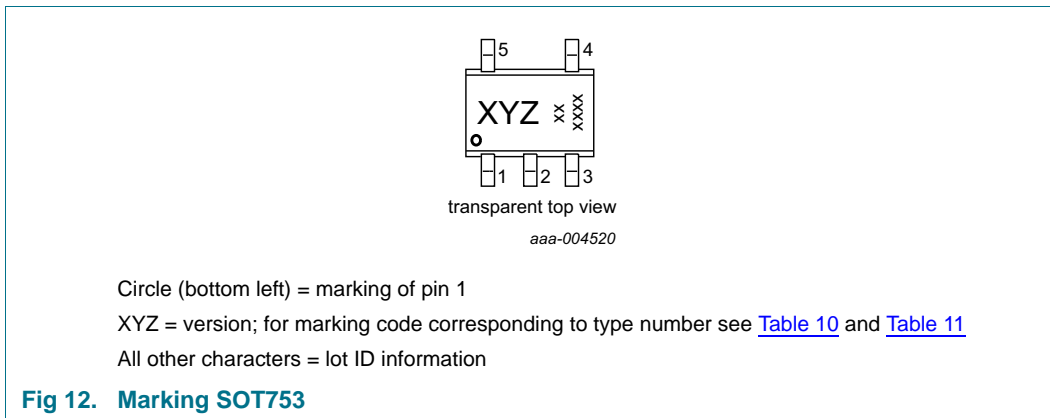 5 4
XYZ xx xxxx
1 2 3
transparent top view
aaa-004520
Circle (bottom left) = marking of pin 1
XYZ = version; for marking code corresponding to type number see Table 10 and Table 11
All other characters = lot ID information
Fig 12. Marking SOT753